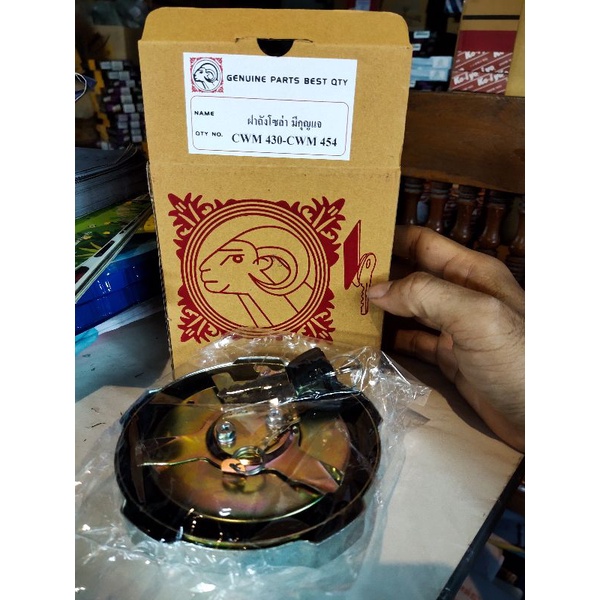 GENUINE PARTS BEST QTY
NAME ฝาถังโซล่า มีกุญแจ
QTY NO. CWM 430-CWM 454